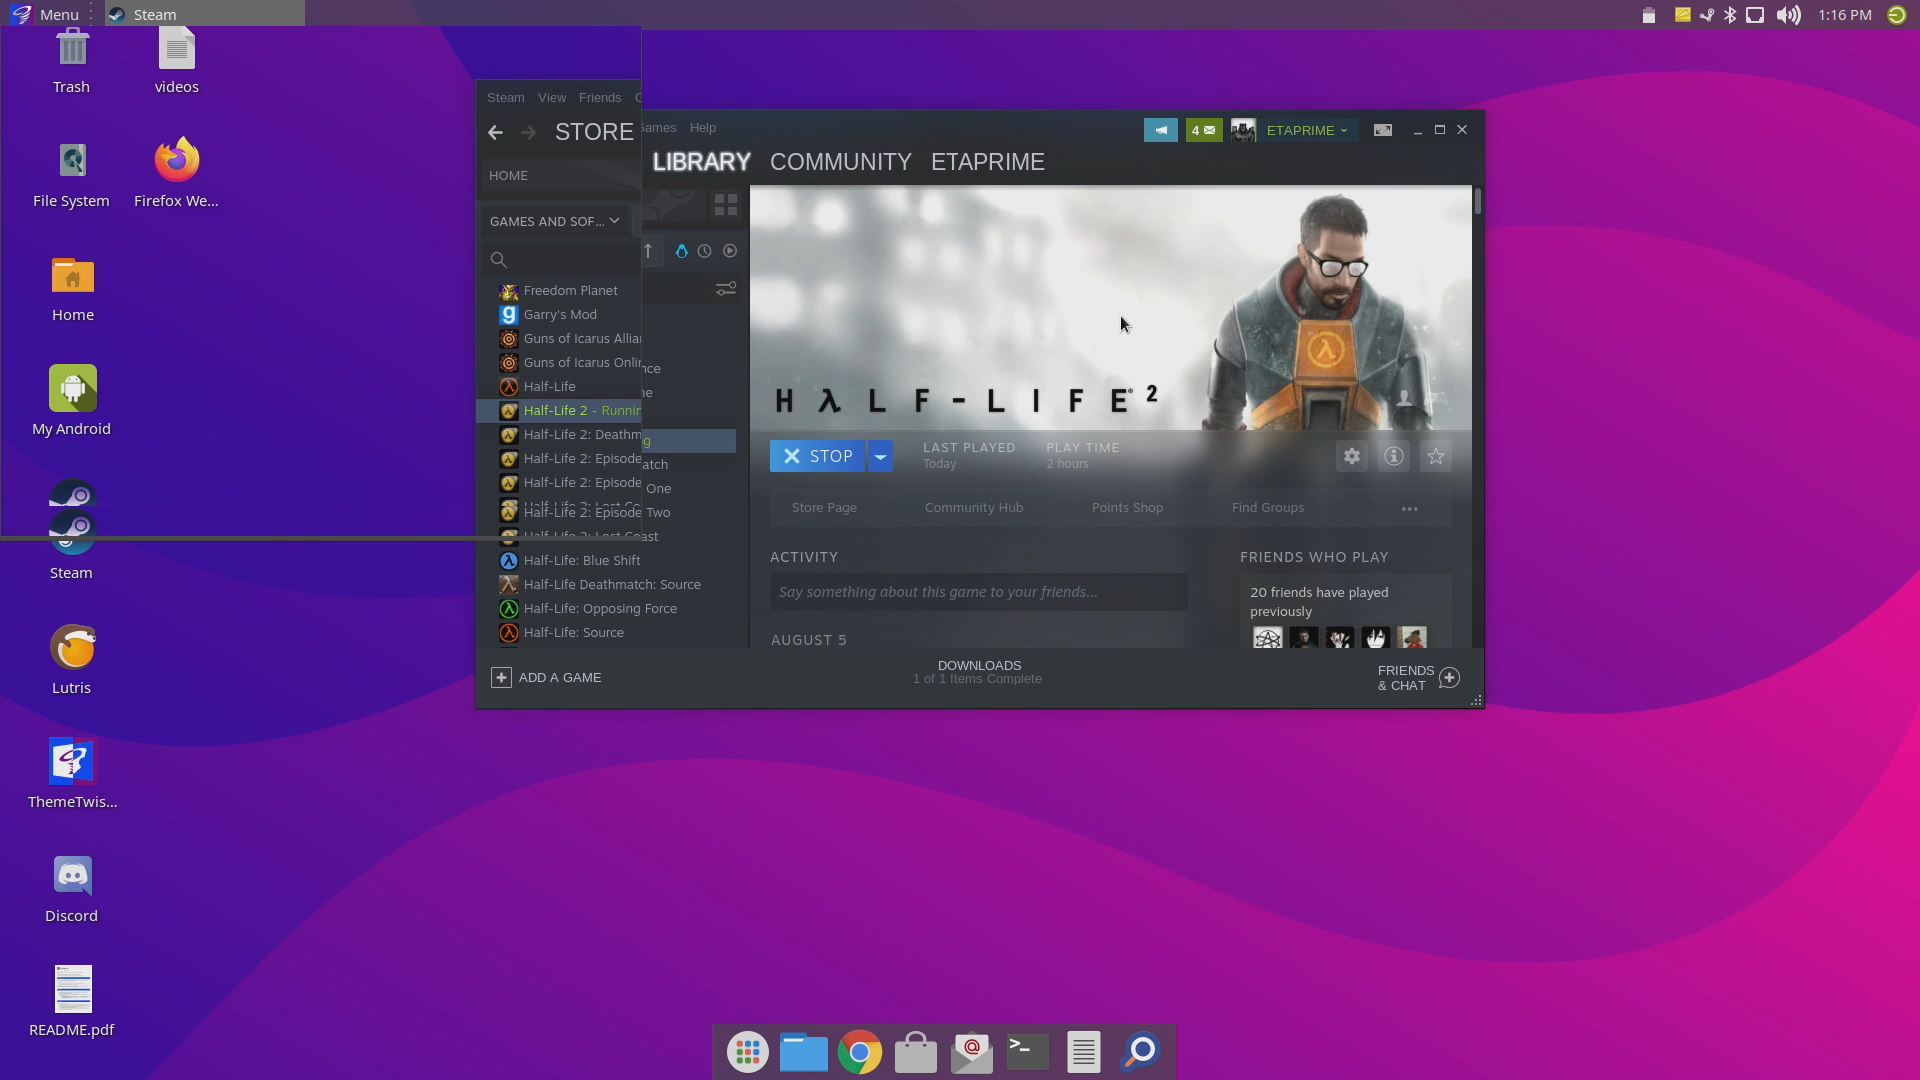 Menu
Steam
1:16 PM
Trash
videos
File System
Firefox We...
Home
My Android
Steam
Lutris
ThemeTwis...
Discord
README.pdf
Steam View Friends G
ames Help
4
ETAPRIME
STORE
LIBRARY COMMUNITY ETAPRIME
HOME
GAMES AND SOF...
Freedom Planet
Garry's Mod
Guns of Icarus Allia
nce
Guns of Icarus Onlin
ne
Half-Life
Half-Life 2 - Runnin
g
Half-Life 2: Deathm
atch
Half-Life 2: Episode
One
Half-Life 2: Episode
Half-Life 2: Episode Two
Half-Life 2: Lost Coast
Half-Life: Blue Shift
Half-Life Deathmatch: Source
Half-Life: Opposing Force
Half-Life: Source
HλLF-LIFE® 2
STOP
LAST PLAYED
Today
PLAY TIME
2 hours
Store Page Community Hub Points Shop Find Groups
ACTIVITY
Say something about this game to your friends...
AUGUST 5
FRIENDS WHO PLAY
20 friends have played
previously
ADD A GAME
DOWNLOADS
1 of 1 Items Complete
FRIENDS
& CHAT